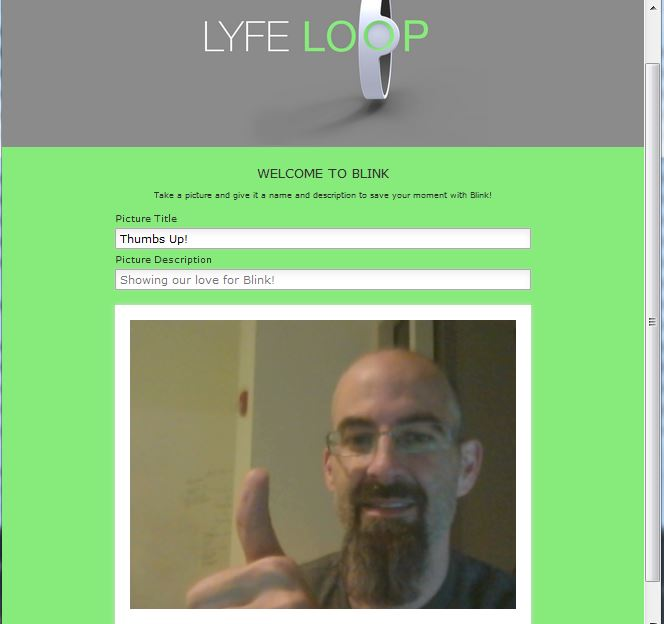 LYFE LOOP
WELCOME TO BLINK
Take a picture and give it a name and description to save your moment with Blink!
Picture Title
Thumbs Up!
Picture Description
Showing our love for Blink!